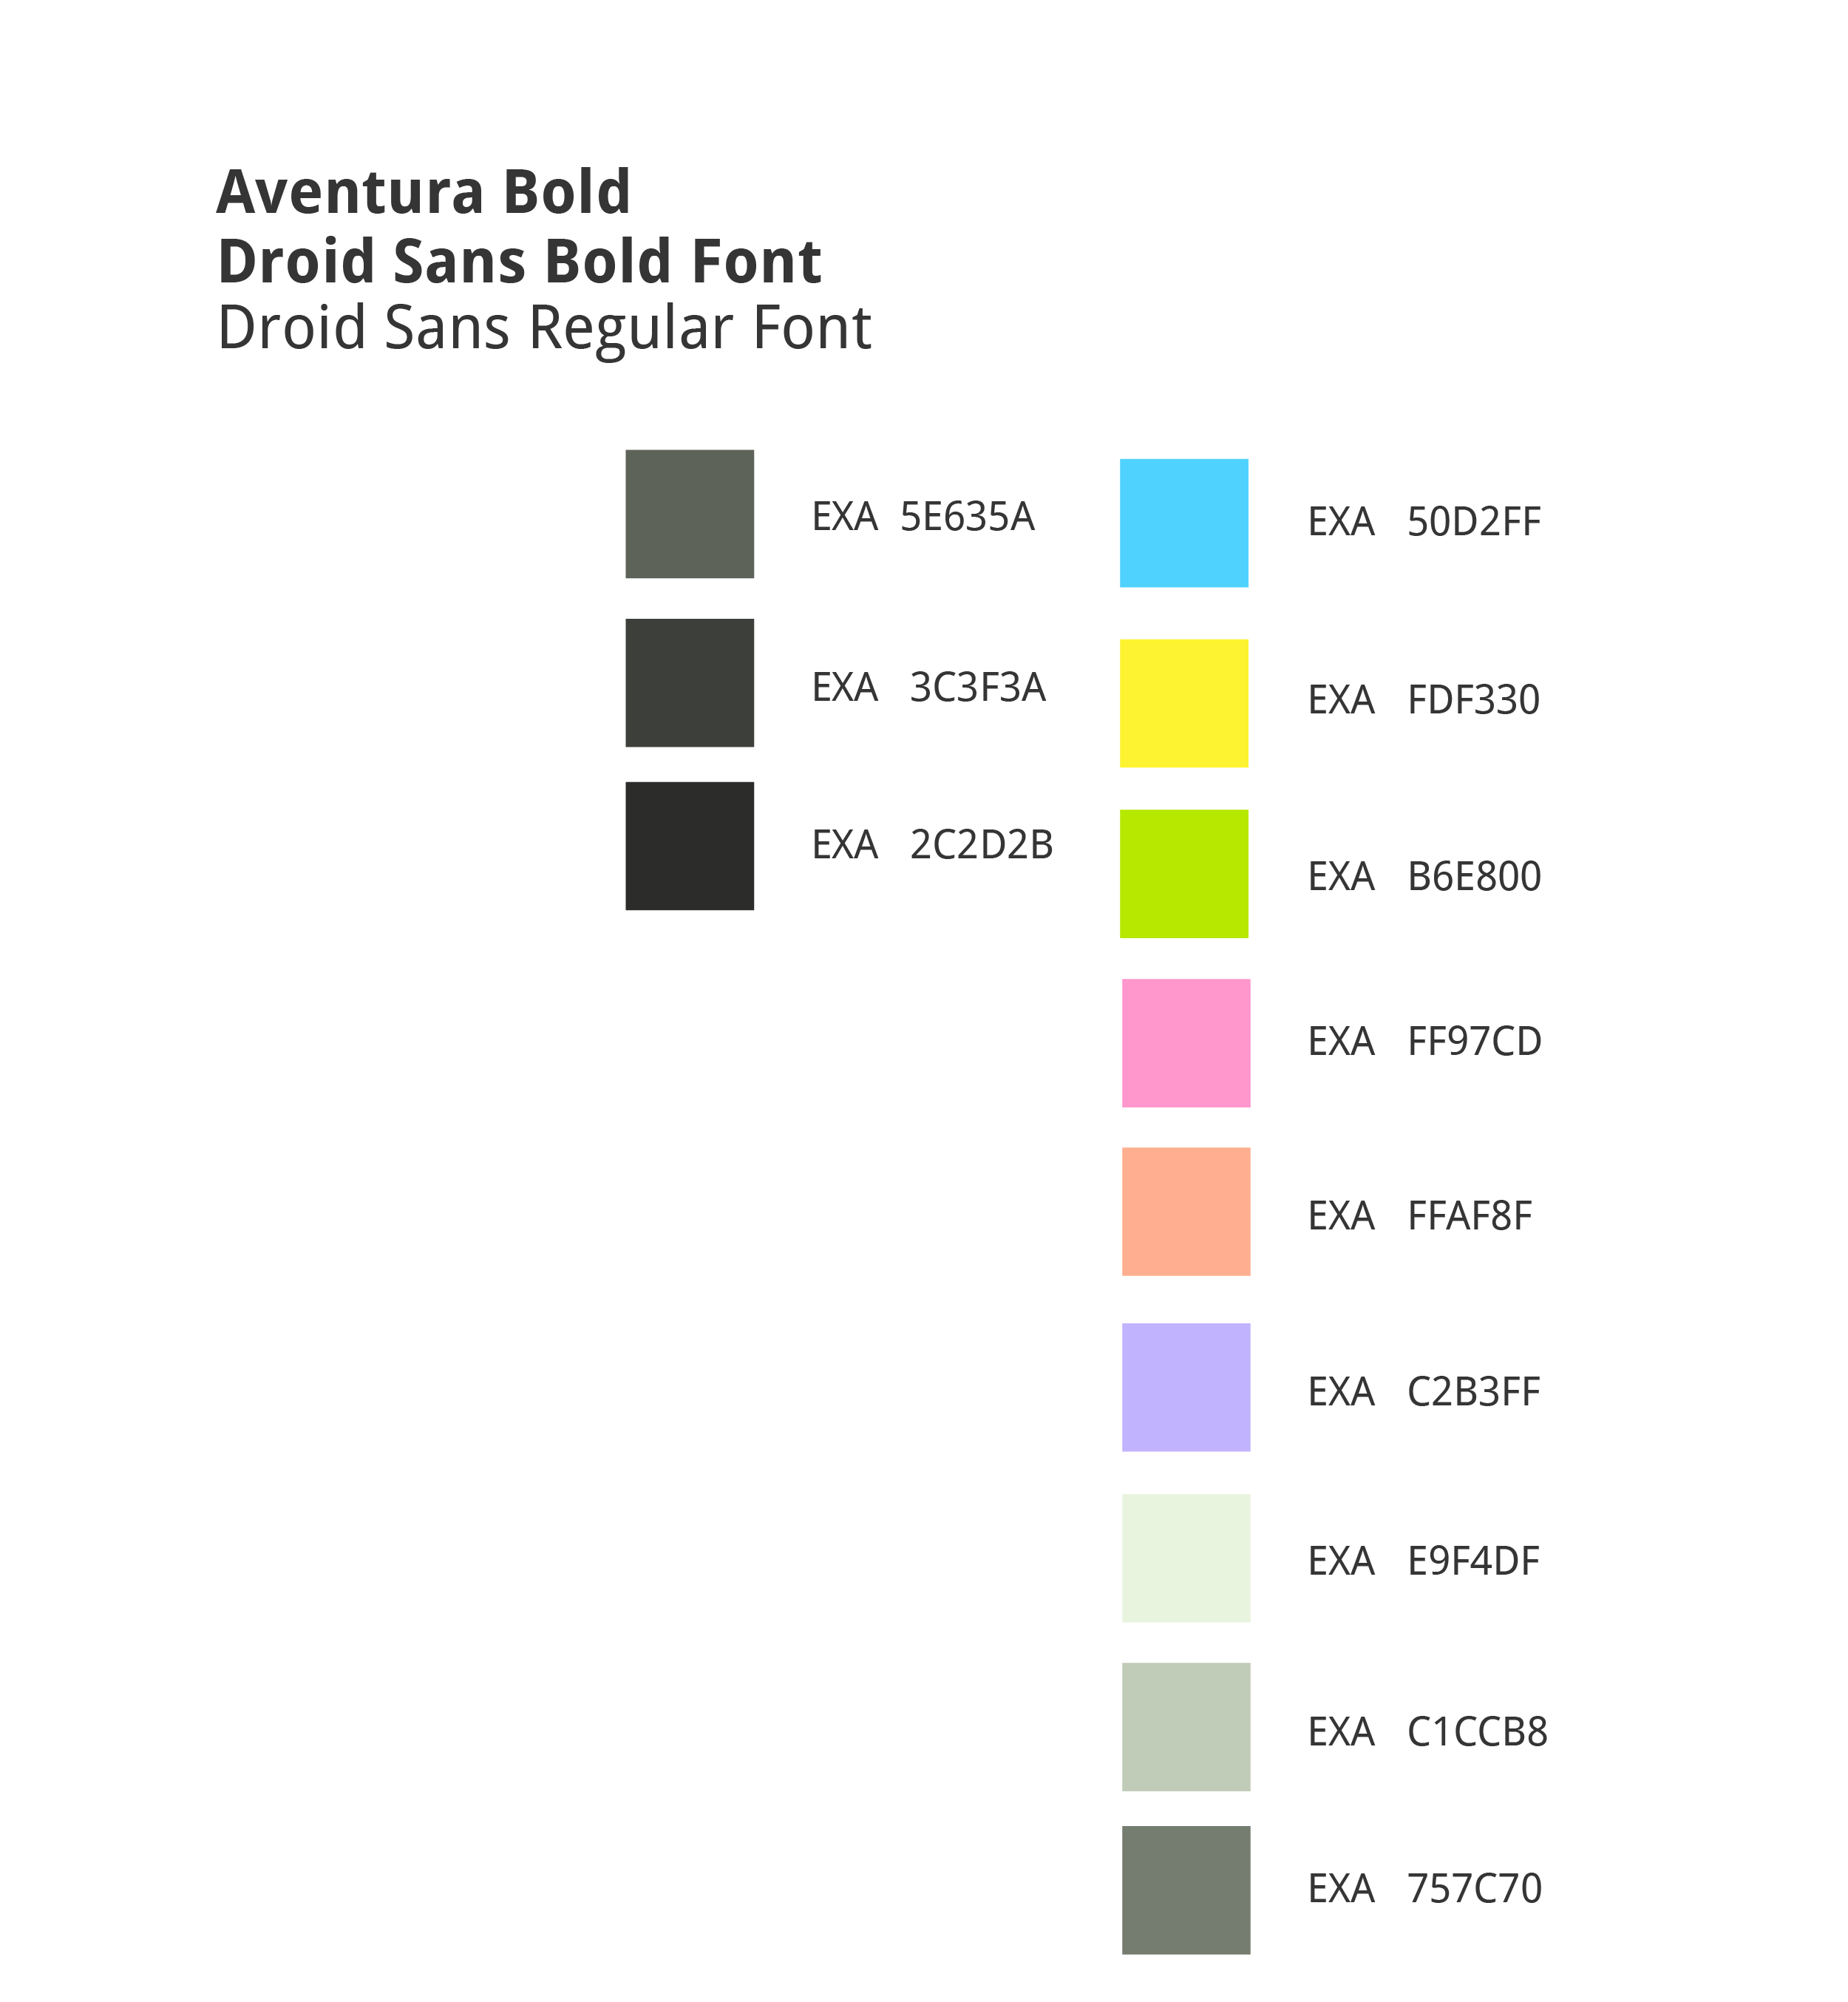 Aventura Bold
Droid Sans Bold Font
Droid Sans Regular Font
EXA 5E635A
EXA 3C3F3A
EXA 2C2D2B
EXA 50D2FF
EXA FDF330
EXA B6E800
EXA FF97CD
EXA FFAF8F
EXA C2B3FF
EXA E9F4DF
EXA C1CCB8
EXA 757C70